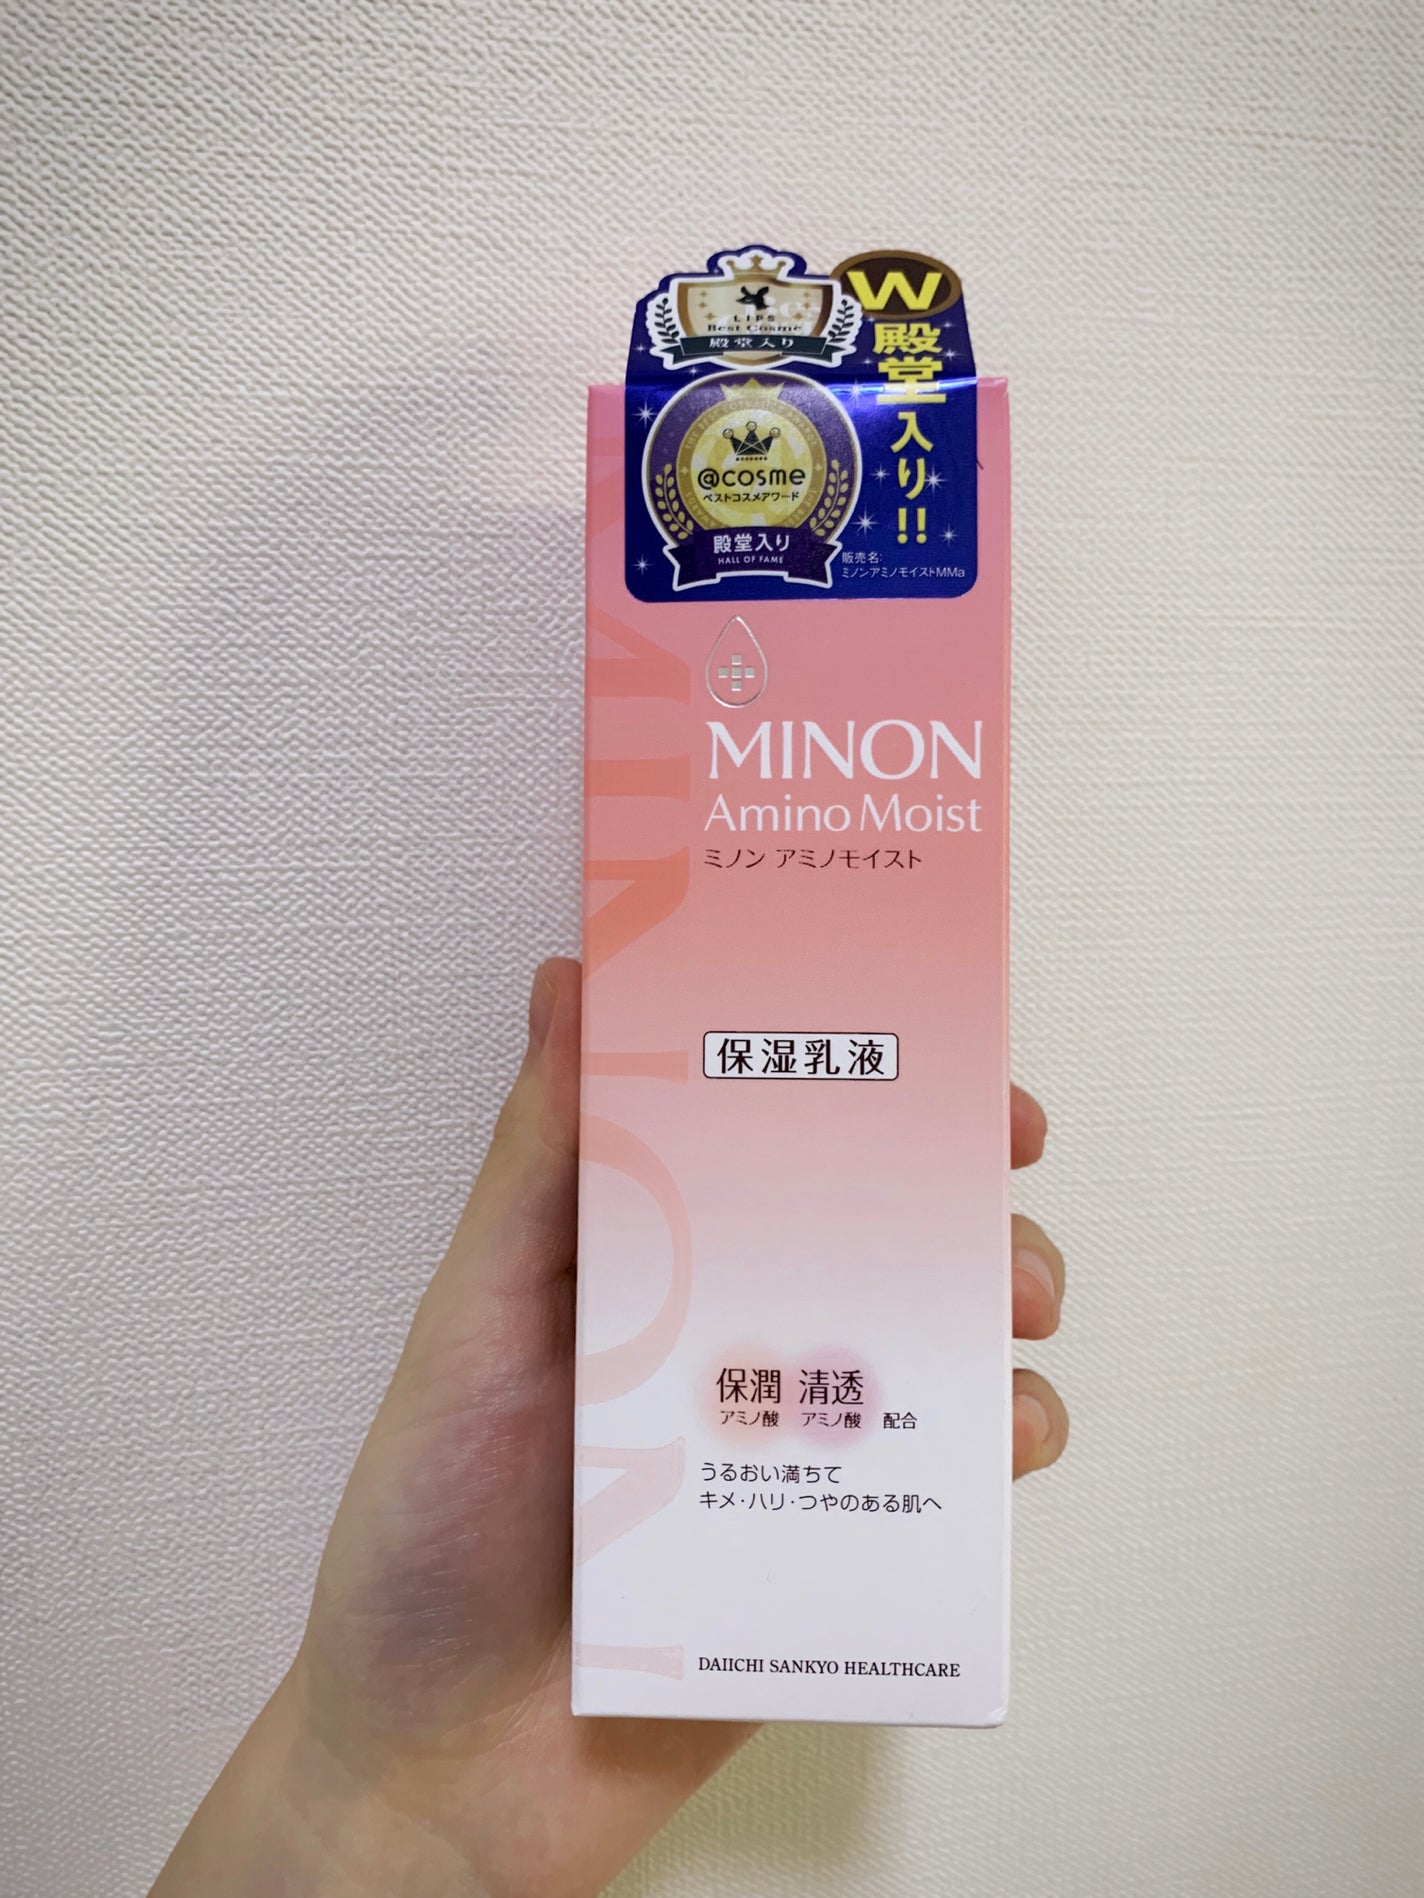 LIPS
Best Cosme
殿堂入り
W
殿堂入り!!
@cosme
ベストコスメアワード
殿堂入り
HALL OF FAME
販売名:
ミノンアミノモイストMMa
MINON
Amino Moist
ミノン アミノモイスト
MINON
保湿乳液
保潤 清透
アミノ酸 アミノ酸 配合
うるおい満ちて
キメ・ハリ・つやのある肌へ
DAIICHI SANKYO HEALTHCARE